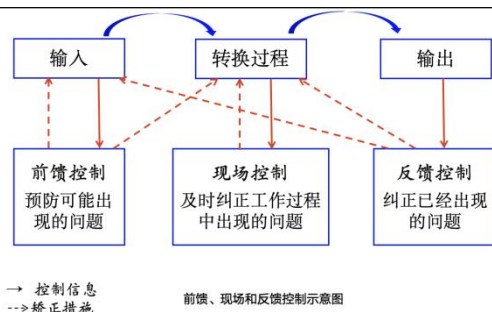 输入
转换过程
输出
前馈控制
预防可能出
现的问题
现场控制
及时纠正工作过程
中出现的问题
反馈控制
纠正已经出现
的问题
→ 控制信息
-->矫正措施
前馈、现场和反馈控制示意图